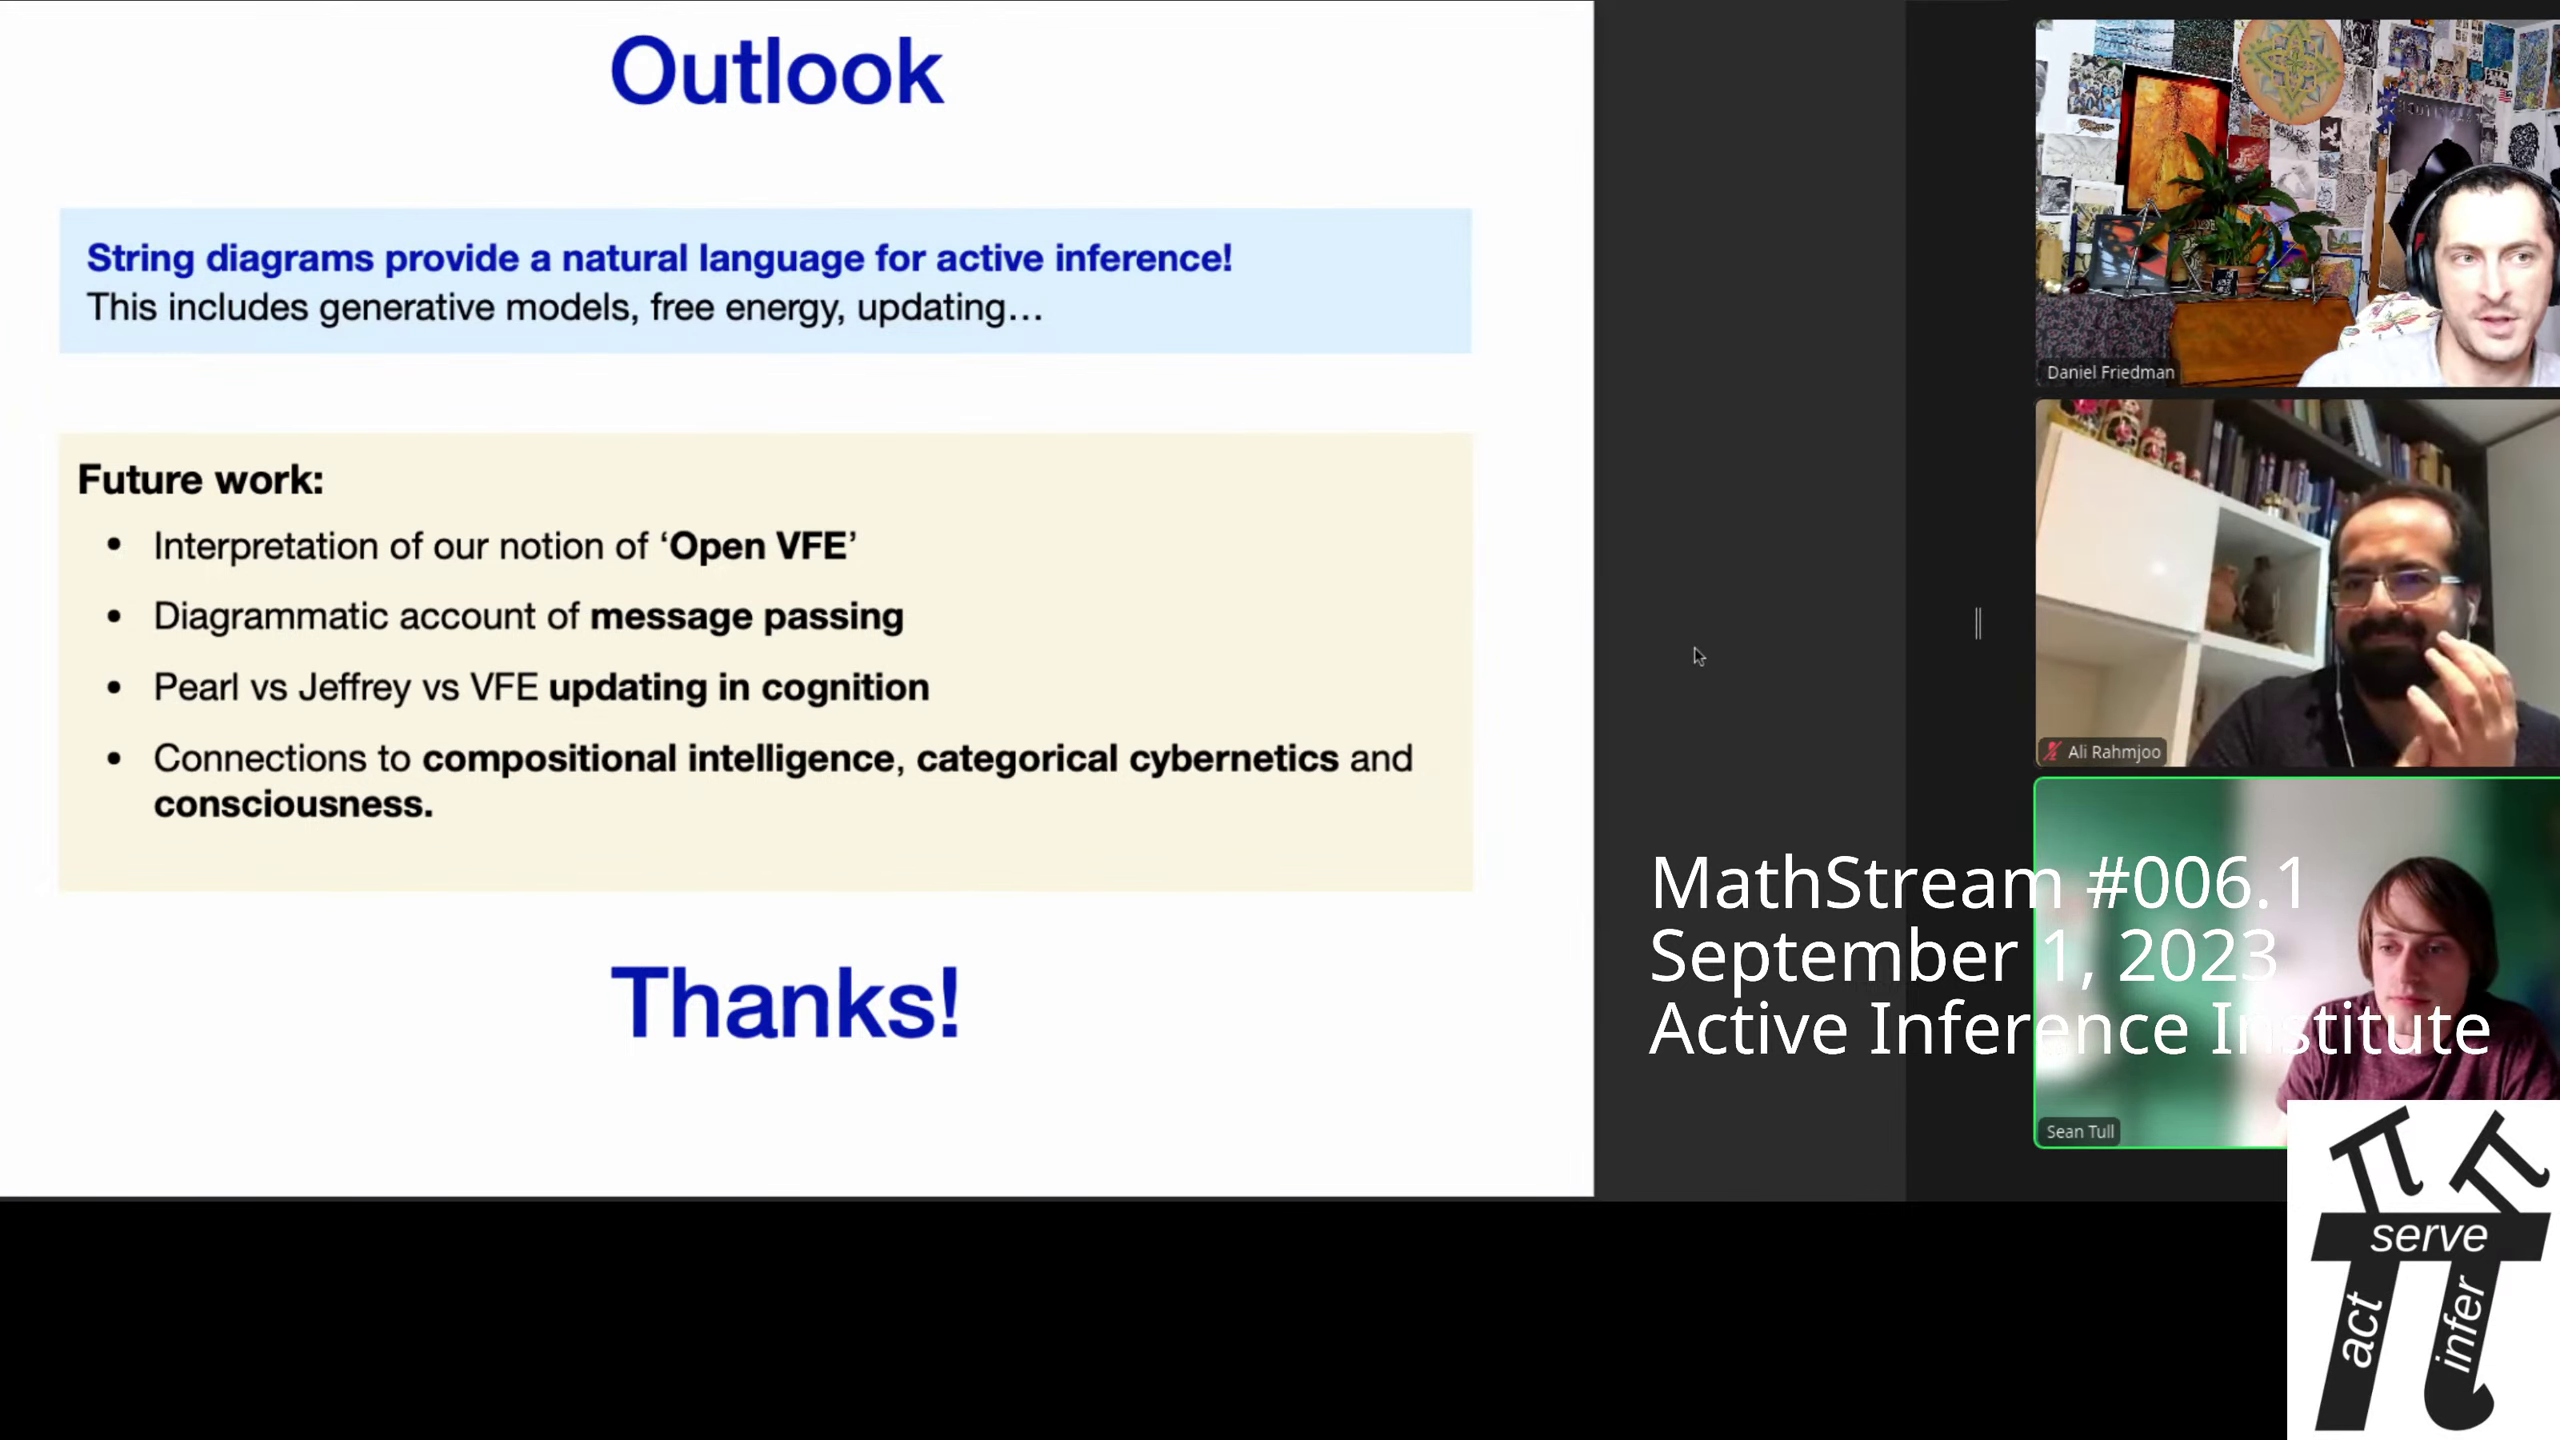 Outlook
String diagrams provide a natural language for active inference!
This includes generative models, free energy, updating…
Future work:
• Interpretation of our notion of ‘Open VFE’
• Diagrammatic account of message passing
• Pearl vs Jeffrey vs VFE updating in cognition
• Connections to compositional intelligence, categorical cybernetics and
consciousness.
Thanks!
Daniel Friedman
Ali Rahmjoo
MathStream #006.1
September 1, 2023
Active Inference Institute
Sean Tull
serve
act
infer